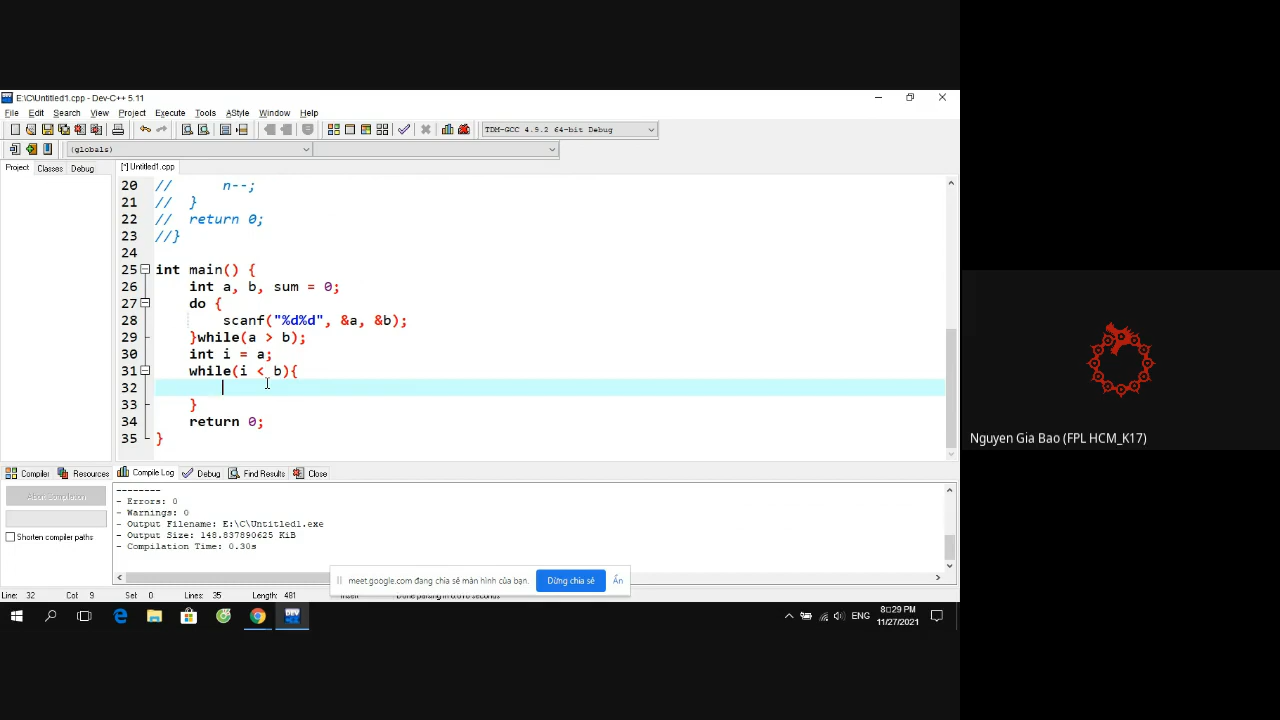 E:\C\Untitled1.cpp - Dev-C++ 5.11
File Edit Search View Project Execute Tools AStyle Window Help
TDM-GCC 4.9.2 64-bit Debug
(globals)
Project Classes Debug
[*] Untitled1.cpp
20 // n--;
21 // }
22 // return 0;
23 //}
24
25 int main() {
26 int a, b, sum = 0;
27 do {
28 scanf("%d%d", &a, &b);
29 }while(a > b);
30 int i = a;
31 while(i < b){
32
33 }
34 return 0;
35 }
Compiler Resources Compile Log Debug Find Results Close
Abort Compilation
Shorten compiler paths
--------
- Errors: 0
- Warnings: 0
- Output Filename: E:\C\Untitled1.exe
- Output Size: 148.837890625 KiB
- Compilation Time: 0.30s
meet.google.com đang chia sẻ màn hình của bạn. Dừng chia sẻ Ẩn
Line: 32 Col: 9 Sel: 0 Lines: 35 Length: 481 Insert
DEV
ENG
8:29 PM
11/27/2021
Nguyen Gia Bao (FPL HCM_K17)